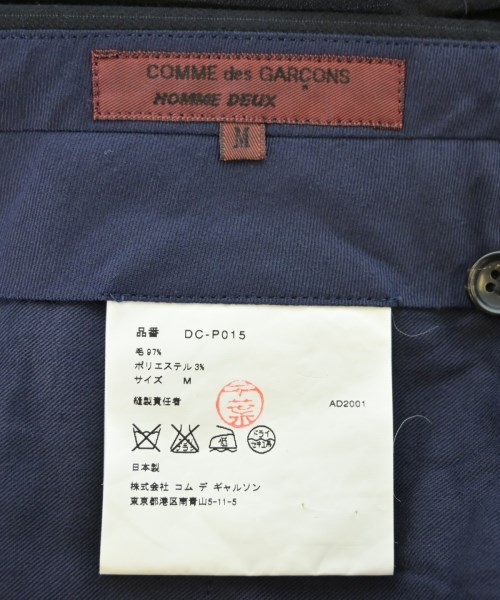 COMME des GARÇONS
HOMME DEUX
M
品番 DC-P015
毛 97%
ポリエステル 3%
サイズ M
縫製責任者 千葉 AD2001
ドライ
日本製
株式会社 コム デ ギャルソン
東京都港区南青山5-11-5